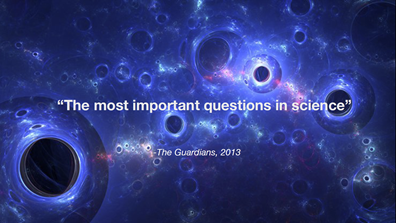 “The most important questions in science”
-The Guardians, 2013